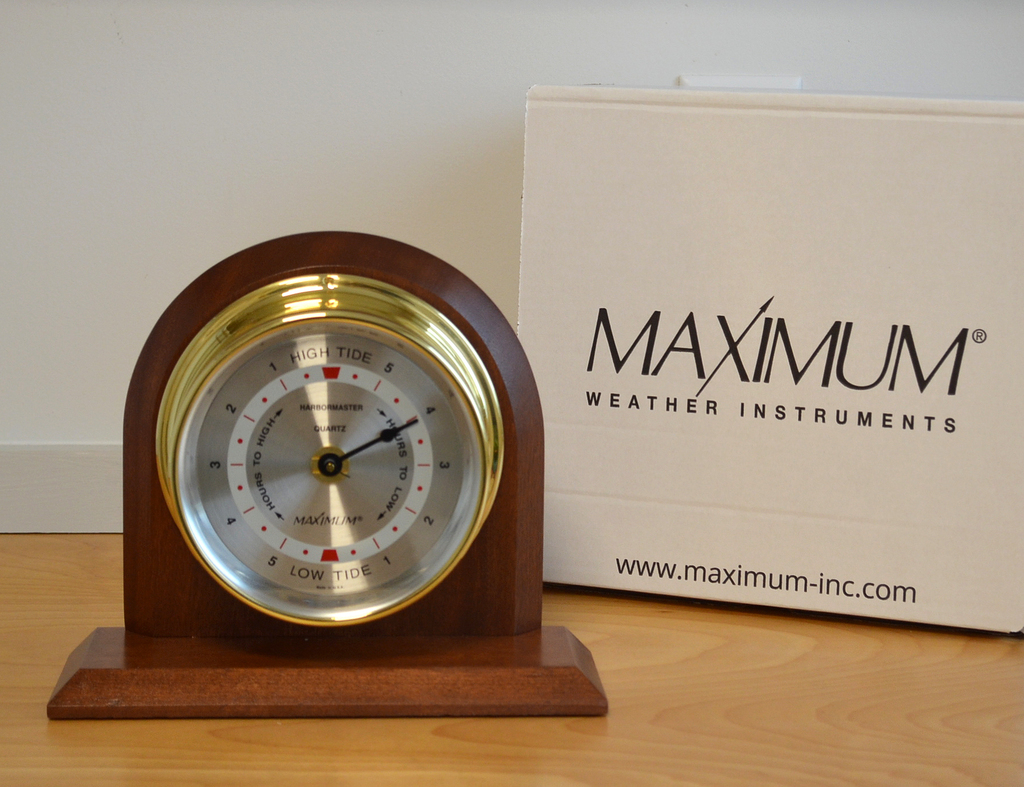 HIGH TIDE
5
4
3
2
1
LOW TIDE
5
4
3
2
1
HARBORMASTER
QUARTZ
HOURS TO HIGH
HOURS TO LOW
MAXIMUM®
MAXIMUM®
WEATHER INSTRUMENTS
www.maximum-inc.com